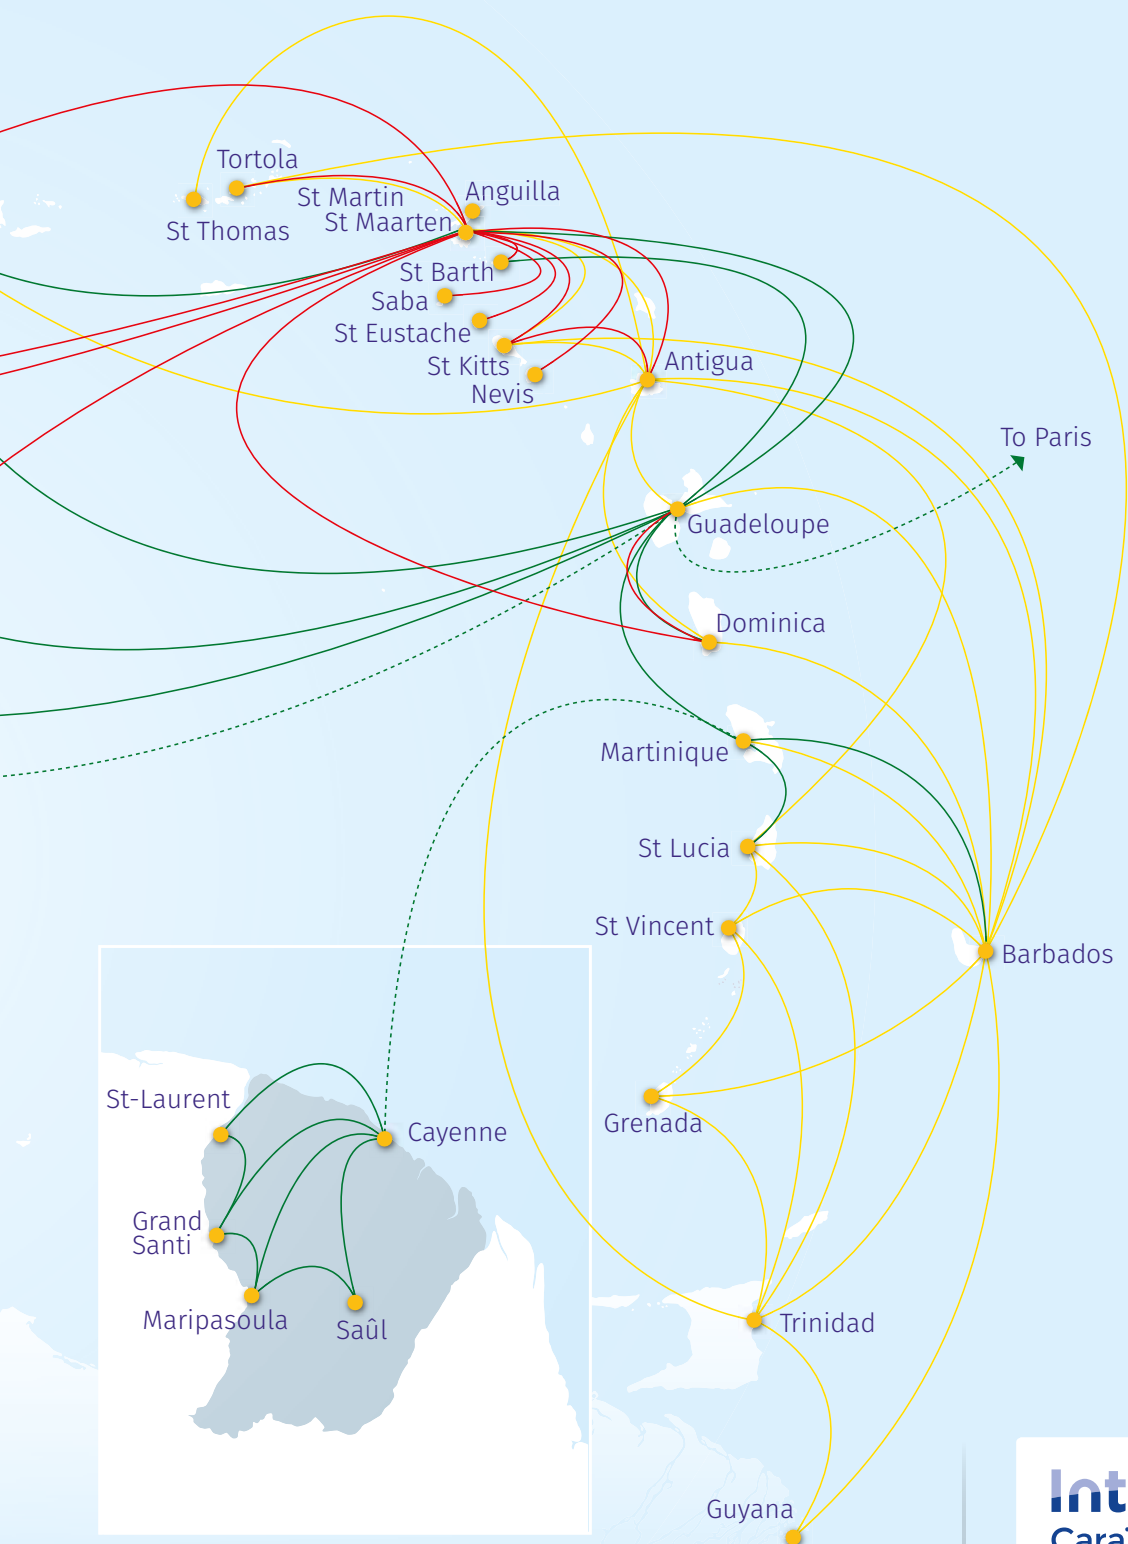 Tortola
St Thomas
St Martin
St Maarten
Anguilla
St Barth
Saba
St Eustache
St Kitts
Nevis
Antigua
To Paris
Guadeloupe
Dominica
Martinique
St Lucia
St Vincent
Barbados
Grenada
St-Laurent
Cayenne
Grand
Santi
Maripasoula
Saûl
Trinidad
Guyana
Int